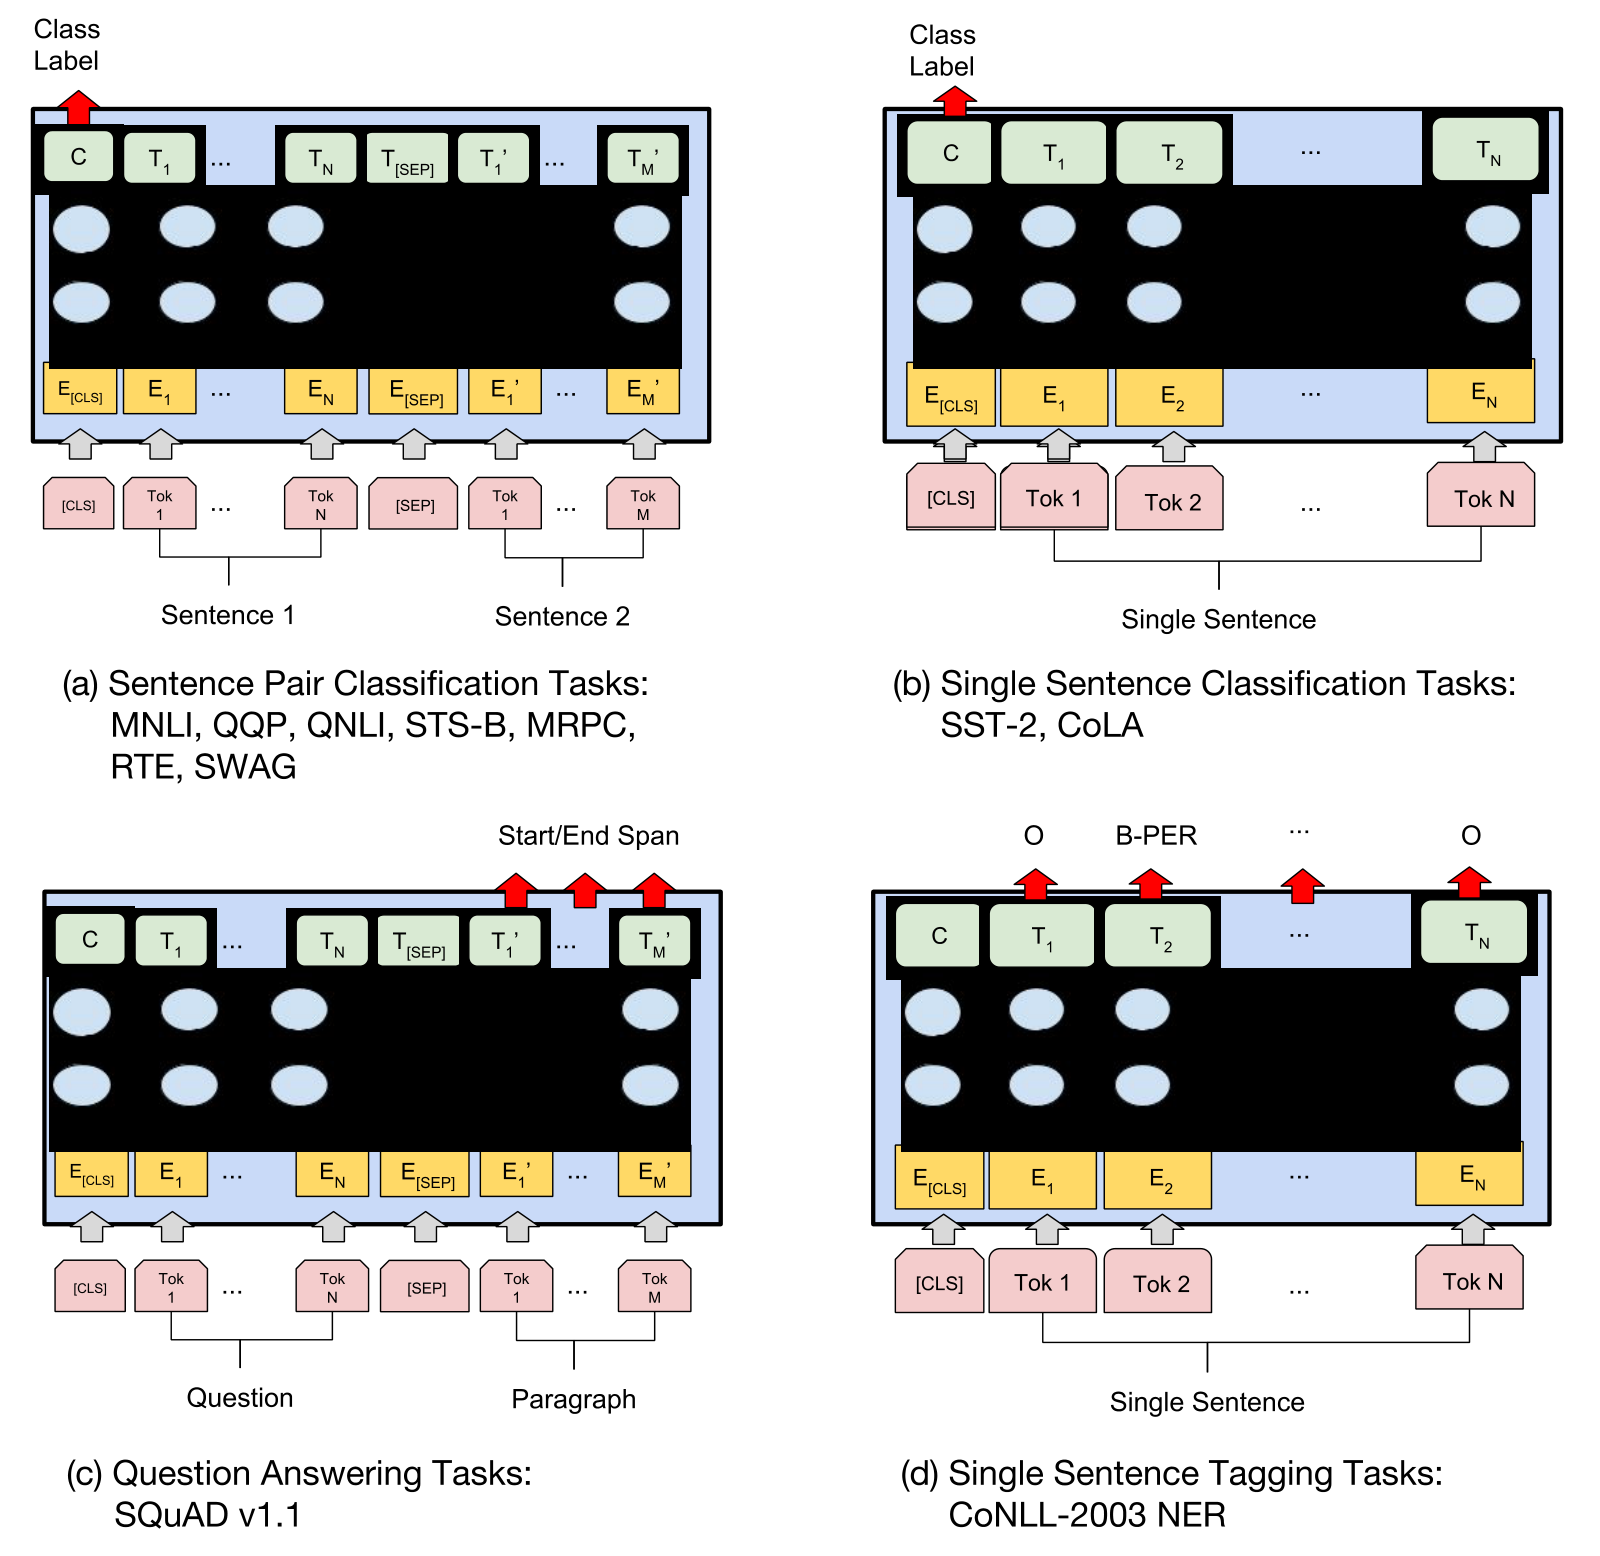 Class
Label
C T1 ... TN T[SEP] T1’ ... TM’
E[CLS] E1 ... EN E[SEP] E1’ ... EM’
[CLS] Tok 1 ... Tok N [SEP] Tok 1 ... Tok M
Sentence 1 Sentence 2
(a) Sentence Pair Classification Tasks:
MNLI, QQP, QNLI, STS-B, MRPC,
RTE, SWAG
Class
Label
C T1 T2 ... TN
E[CLS] E1 E2 ... EN
[CLS] Tok 1 Tok 2 ... Tok N
Single Sentence
(b) Single Sentence Classification Tasks:
SST-2, CoLA
Start/End Span
C T1 ... TN T[SEP] T1’ ... TM’
E[CLS] E1 ... EN E[SEP] E1’ ... EM’
[CLS] Tok 1 ... Tok N [SEP] Tok 1 ... Tok M
Question Paragraph
(c) Question Answering Tasks:
SQuAD v1.1
O B-PER ... O
C T1 T2 ... TN
E[CLS] E1 E2 ... EN
[CLS] Tok 1 Tok 2 ... Tok N
Single Sentence
(d) Single Sentence Tagging Tasks:
CoNLL-2003 NER